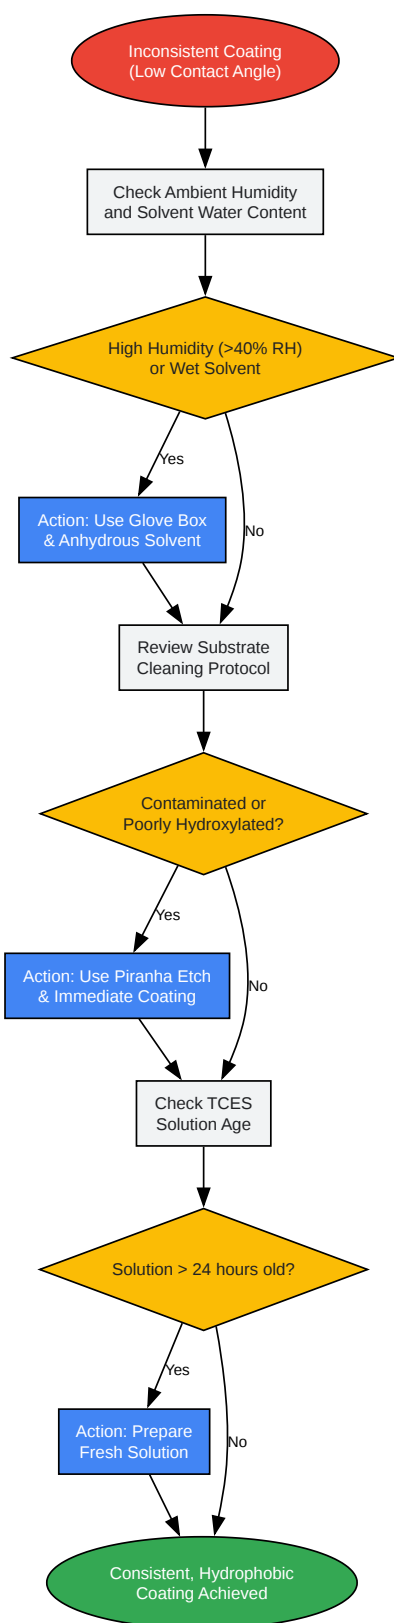 Inconsistent Coating
(Low Contact Angle)
Check Ambient Humidity
and Solvent Water Content
High Humidity (>40% RH)
or Wet Solvent
Yes
Action: Use Glove Box
& Anhydrous Solvent
No
Review Substrate
Cleaning Protocol
Contaminated or
Poorly Hydroxylated?
Yes
Action: Use Piranha Etch
& Immediate Coating
No
Check TCES
Solution Age
Solution > 24 hours old?
Yes
Action: Prepare
Fresh Solution
No
Consistent, Hydrophobic
Coating Achieved